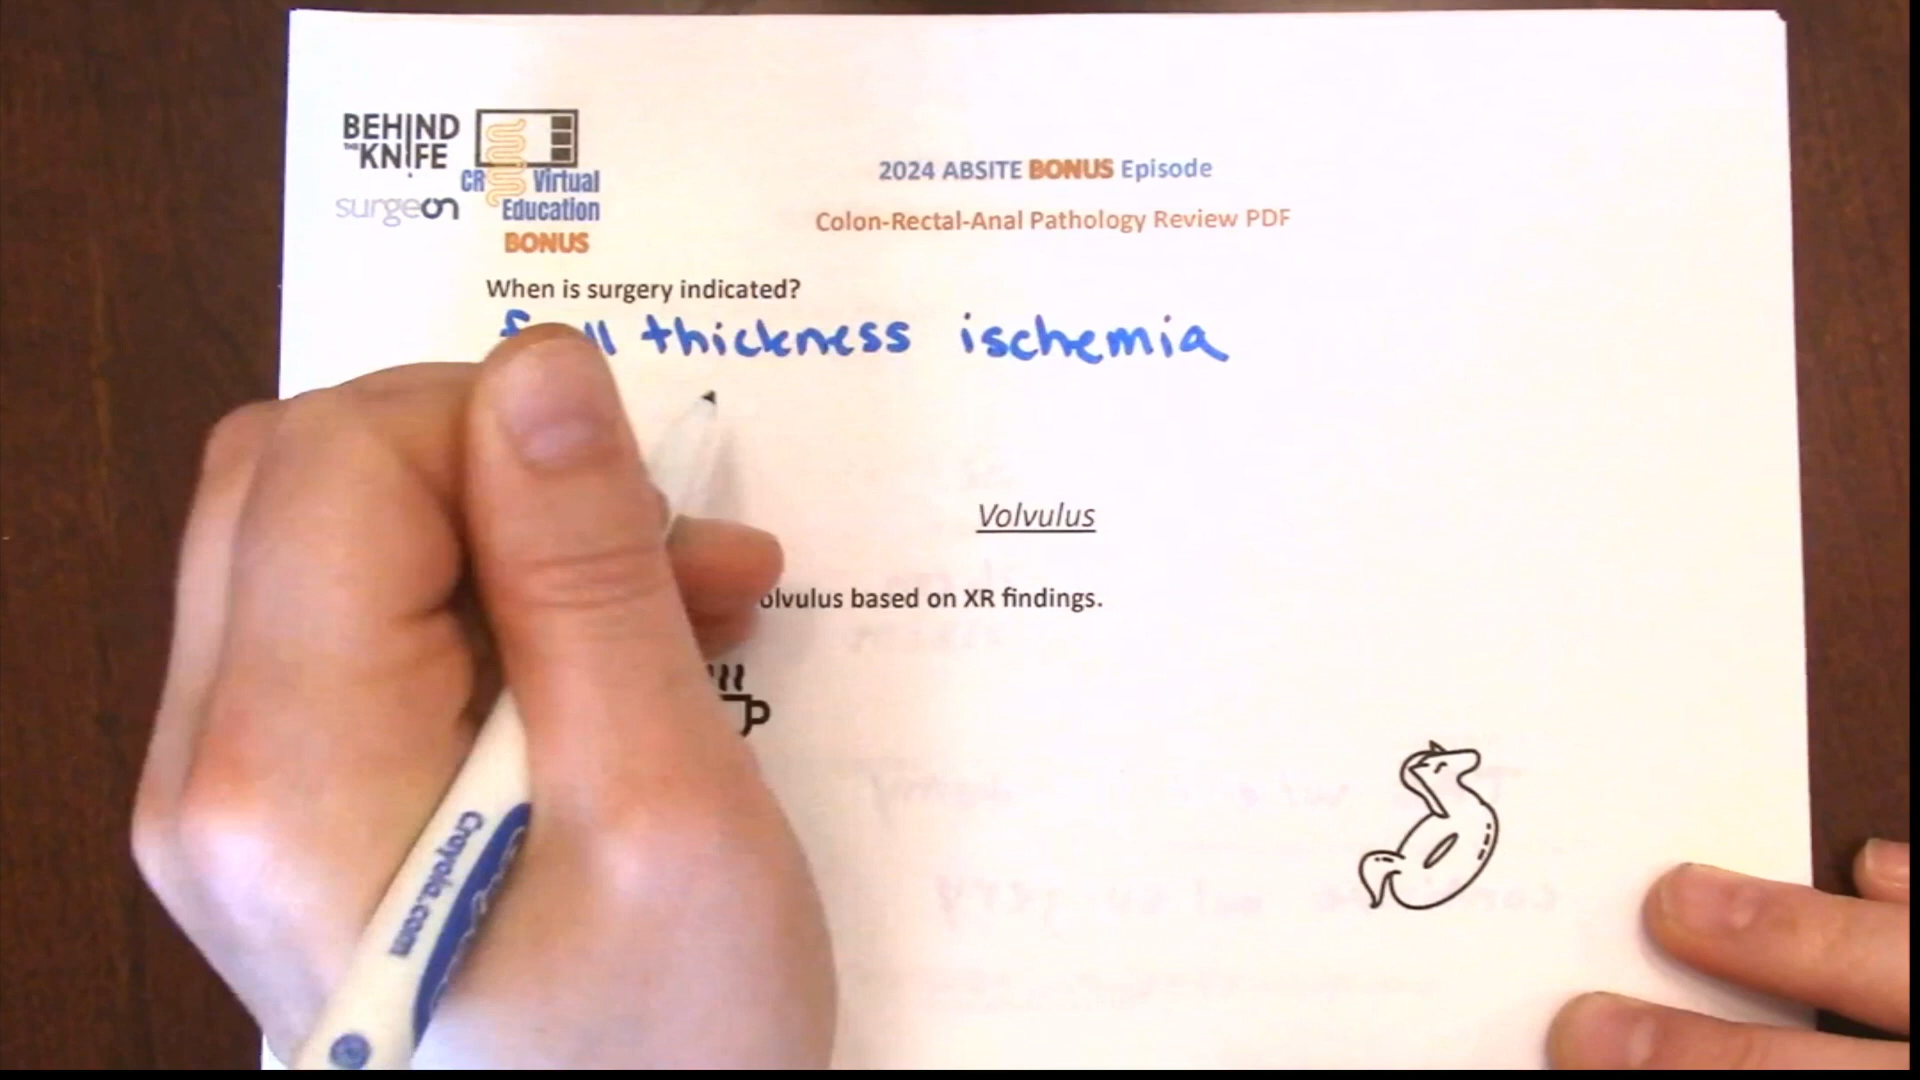 BEHIND
THE KNIFE
surgeon
CR Virtual
Education
BONUS
2024 ABSITE BONUS Episode
Colon-Rectal-Anal Pathology Review PDF
When is surgery indicated?
thickness ischemia
Volvulus
olvulus based on XR findings.
Crayola.com